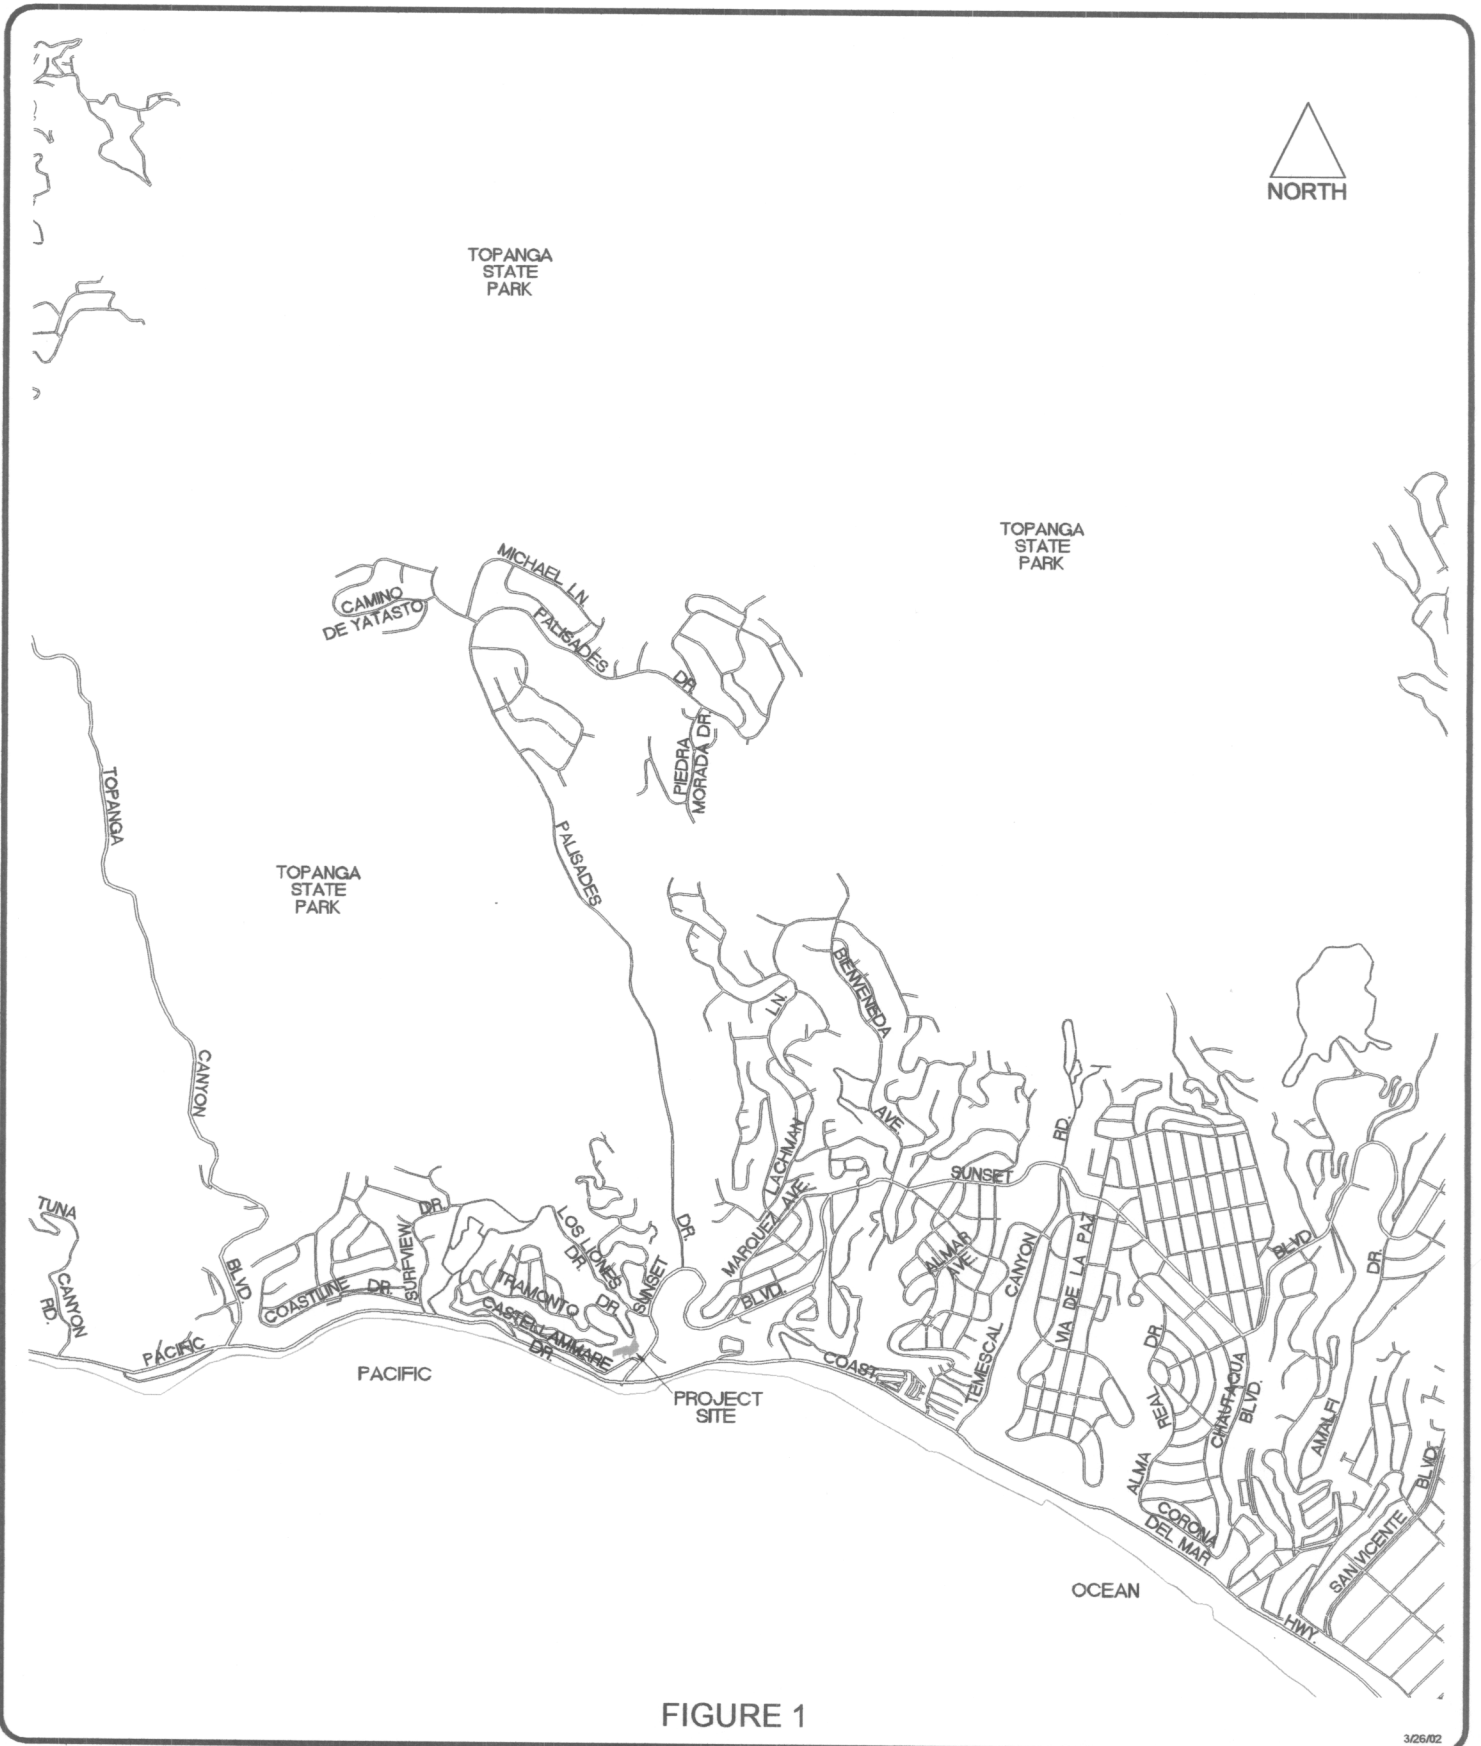 NORTH
TOPANGA
STATE
PARK
TOPANGA
STATE
PARK
MICHAEL LN.
CAMINO
DE YATASTO
PALISADES
DR.
PIEDRA
MORADA DR.
TOPANGA
PALISADES
TOPANGA
STATE
PARK
BIENVENEDA
LN.
CANYON
AVE.
RD.
LACHMAN
SUNSET
TUNA
CANYON
RD.
DR.
SURFVIEW
LOS LIONES
DR.
DR.
MARQUEZ AVE.
ALMAR
AVE.
CANYON
VIA DE LA PAZ
BLVD.
DR.
BLVD.
COASTLINE DR.
TRAMONTO
DR.
SUNSET
BLVD.
CASTELLAMMARE
DR.
PACIFIC
PACIFIC
COAST
TEMESCAL
DR.
REAL
ALMA
CHAUTAUQUA
BLVD.
AMALFI
PROJECT
SITE
CORONA
DEL MAR
SAN VICENTE
BLVD.
OCEAN
HWY.
FIGURE 1
3/26/02